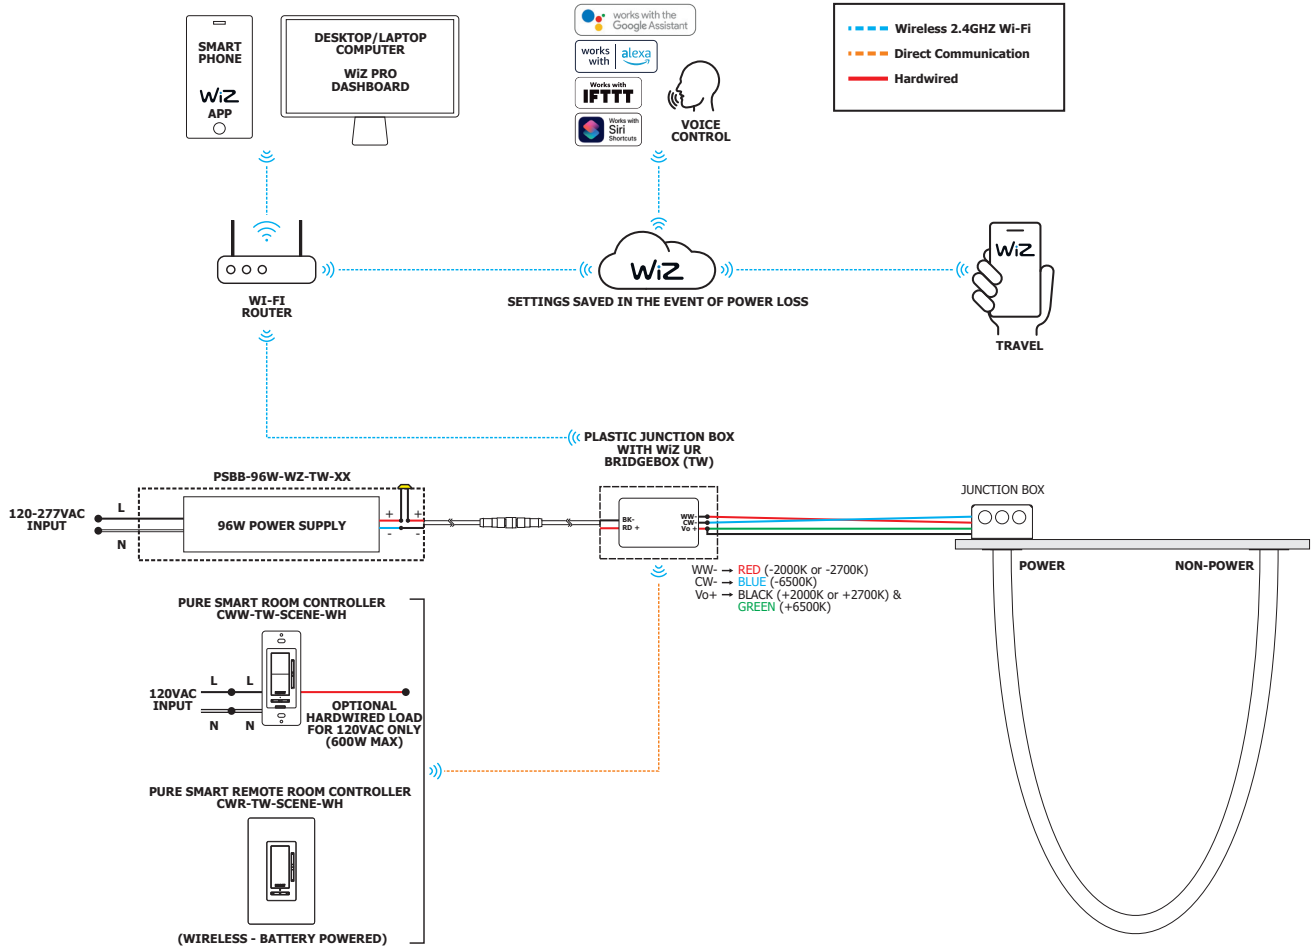 SMART
PHONE
WiZ
APP
DESKTOP/LAPTOP
COMPUTER
WiZ PRO
DASHBOARD
works with the
Google Assistant
works
with
alexa
Works with
IFTTT
Works with
Siri
Shortcuts
VOICE
CONTROL
Wireless 2.4GHZ Wi-Fi
Direct Communication
Hardwired
WI-FI
ROUTER
WiZ
SETTINGS SAVED IN THE EVENT OF POWER LOSS
WiZ
TRAVEL
PLASTIC JUNCTION BOX
WITH WiZ UR
BRIDGEBOX (TW)
PSBB-96W-WZ-TW-XX
120-277VAC
INPUT
L
N
96W POWER SUPPLY
+
+
-
-
BK-
RD +
WW-
CW-
Vo +
JUNCTION BOX
POWER
NON-POWER
WW- → RED (-2000K or -2700K)
CW- → BLUE (-6500K)
Vo+ → BLACK (+2000K or +2700K) &
GREEN (+6500K)
PURE SMART ROOM CONTROLLER
CWW-TW-SCENE-WH
120VAC
INPUT
L
L
N
N
OPTIONAL
HARDWIRED LOAD
FOR 120VAC ONLY
(600W MAX)
PURE SMART REMOTE ROOM CONTROLLER
CWR-TW-SCENE-WH
(WIRELESS - BATTERY POWERED)